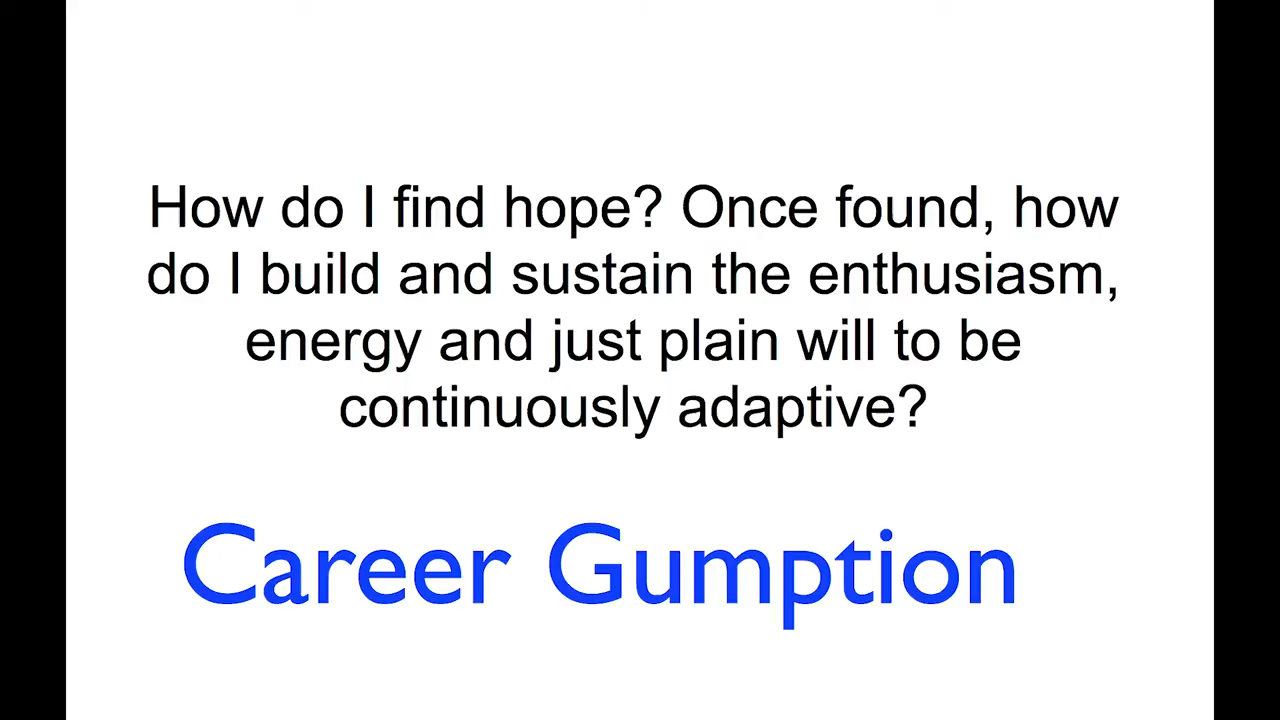 How do I find hope? Once found, how
do I build and sustain the enthusiasm,
energy and just plain will to be
continuously adaptive?
Career Gumption